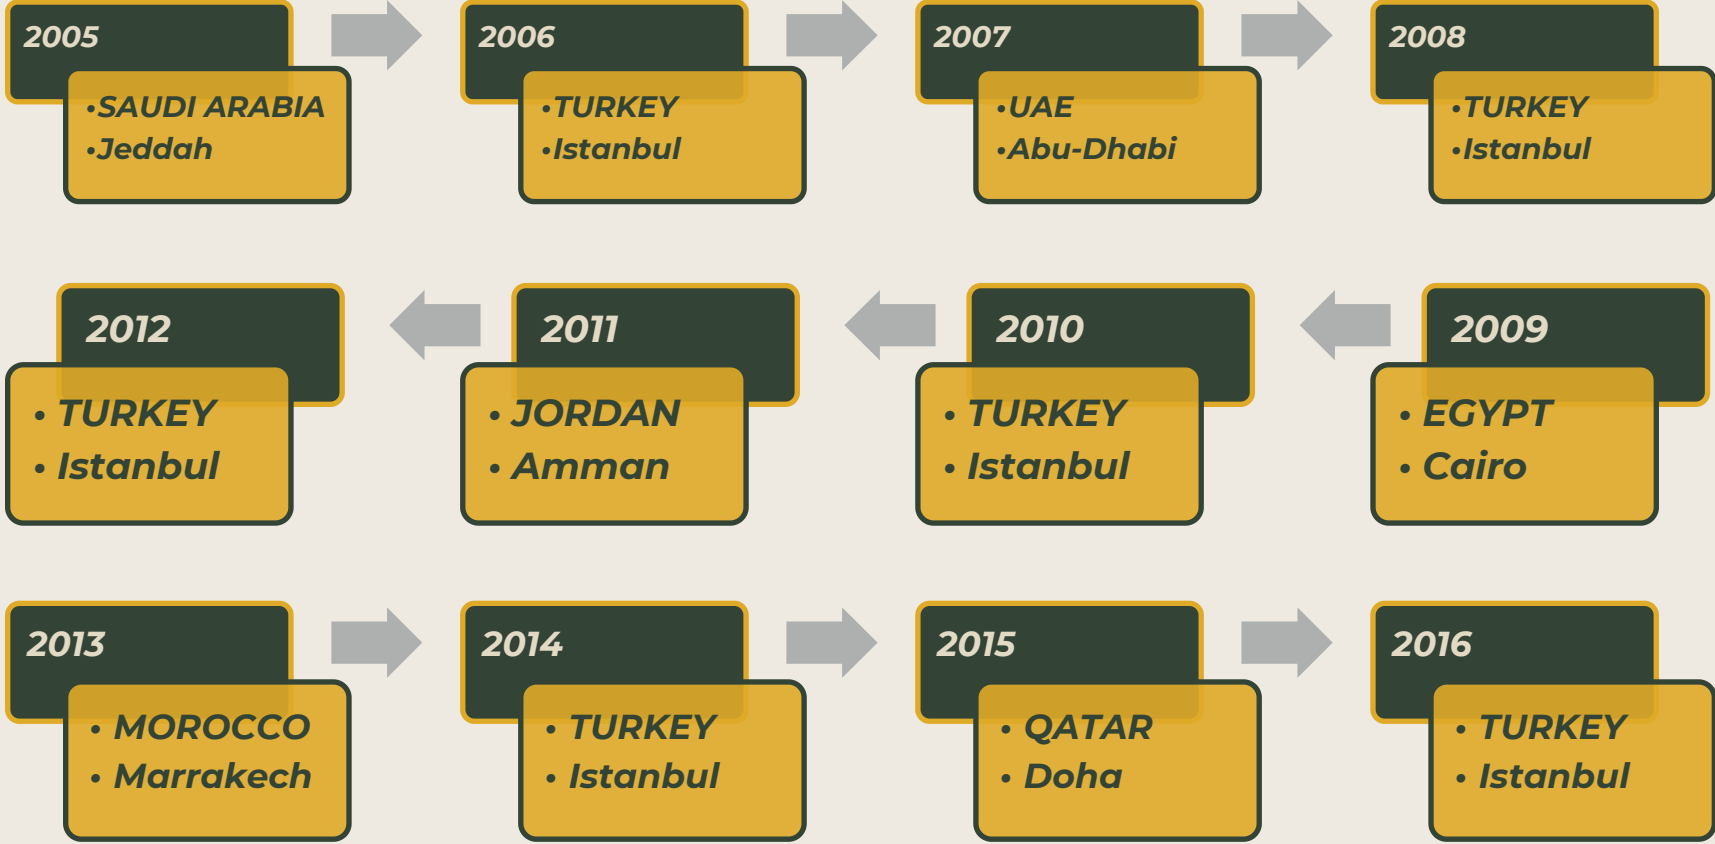 2005
•SAUDI ARABIA
•Jeddah
2006
•TURKEY
•Istanbul
2007
•UAE
•Abu-Dhabi
2008
•TURKEY
•Istanbul
2012
• TURKEY
• Istanbul
2011
• JORDAN
• Amman
2010
• TURKEY
• Istanbul
2009
• EGYPT
• Cairo
2013
• MOROCCO
• Marrakech
2014
• TURKEY
• Istanbul
2015
• QATAR
• Doha
2016
• TURKEY
• Istanbul